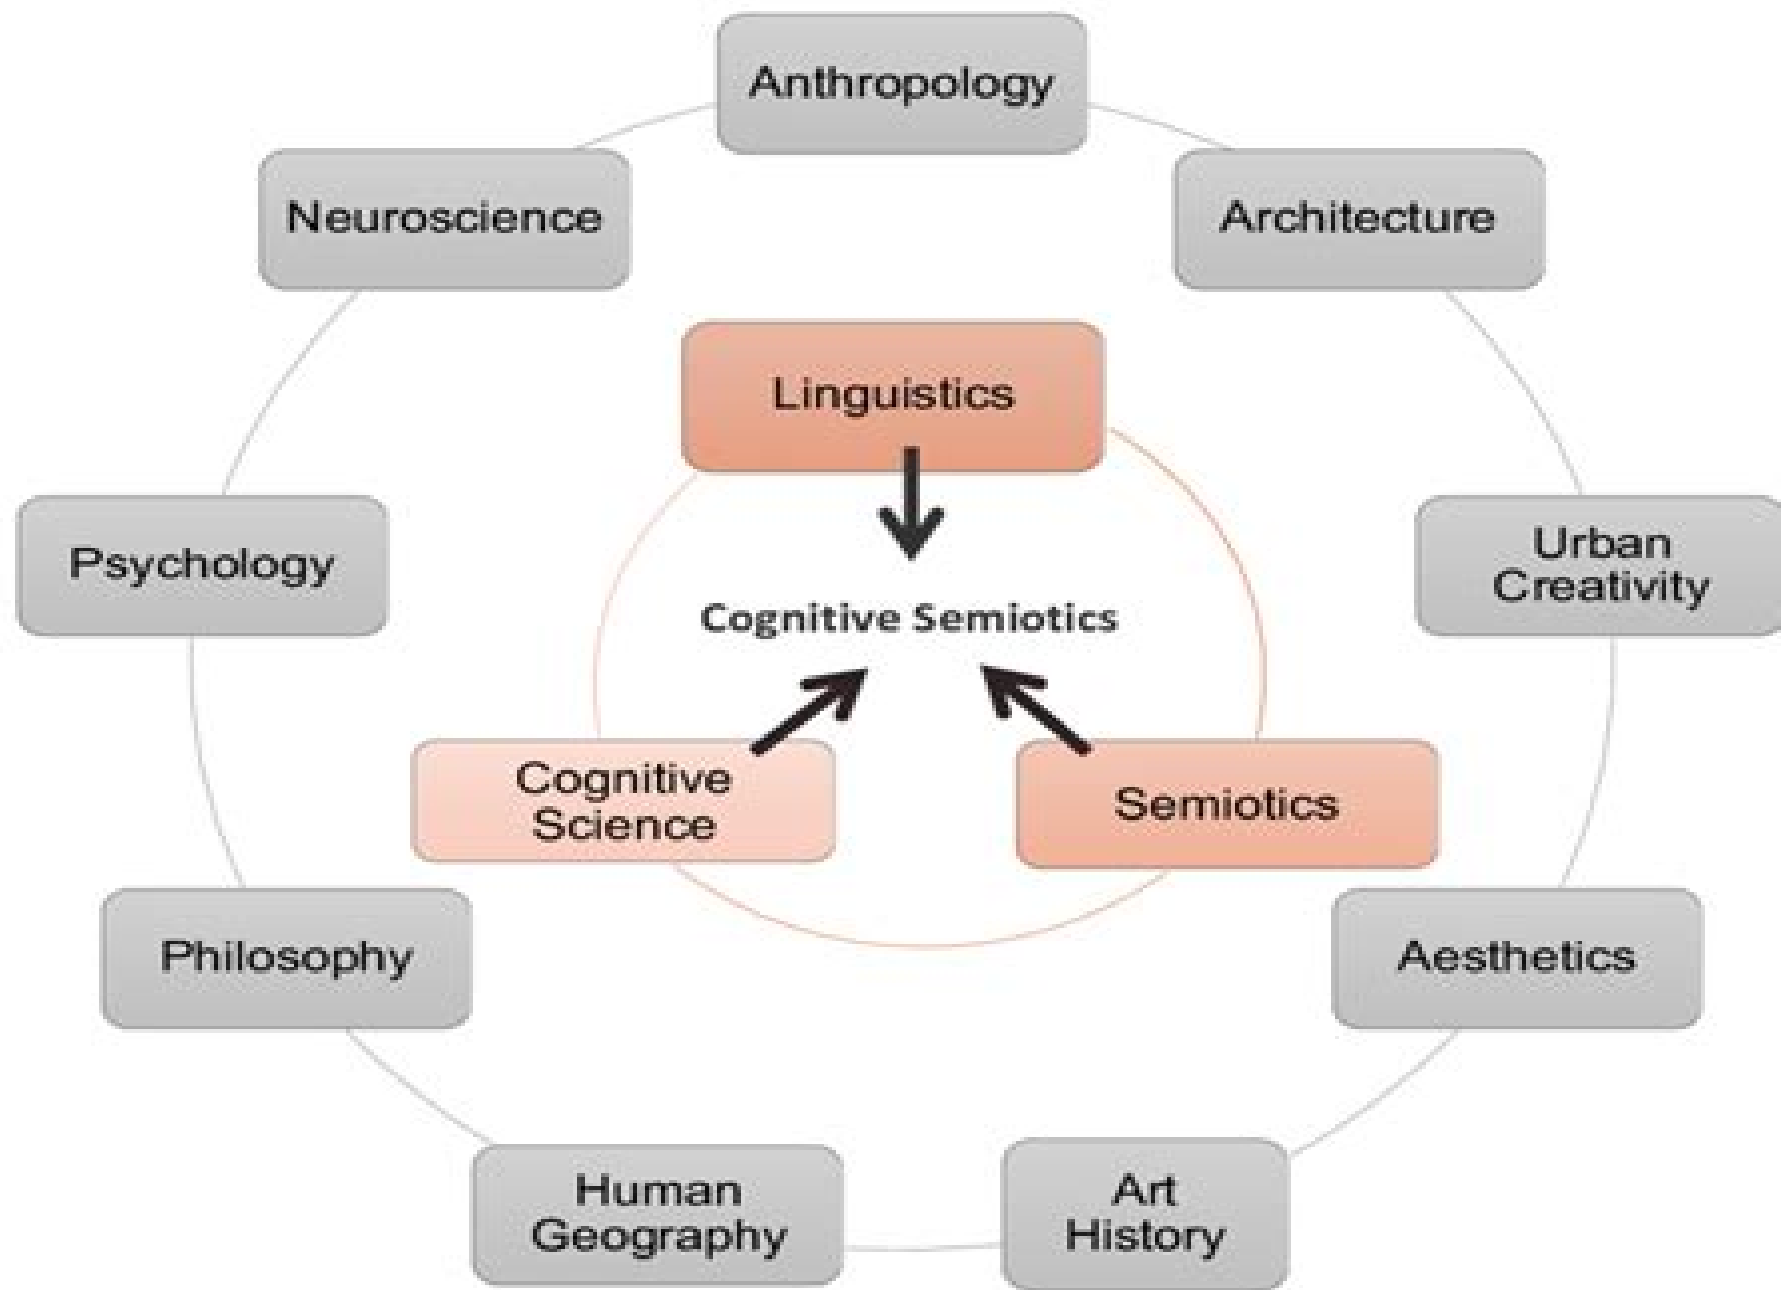 Anthropology
Neuroscience
Architecture
Linguistics
Psychology
Urban
Creativity
Cognitive Semiotics
Cognitive
Science
Semiotics
Philosophy
Aesthetics
Human
Geography
Art
History